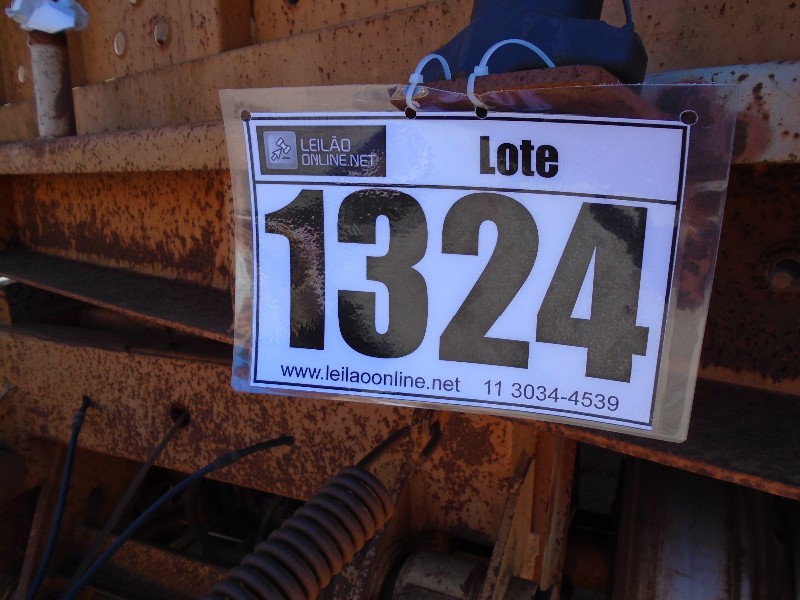 LEILÃO
ONLINE.NET
Lote
1324
www.leilaoonline.net 11 3034-4539